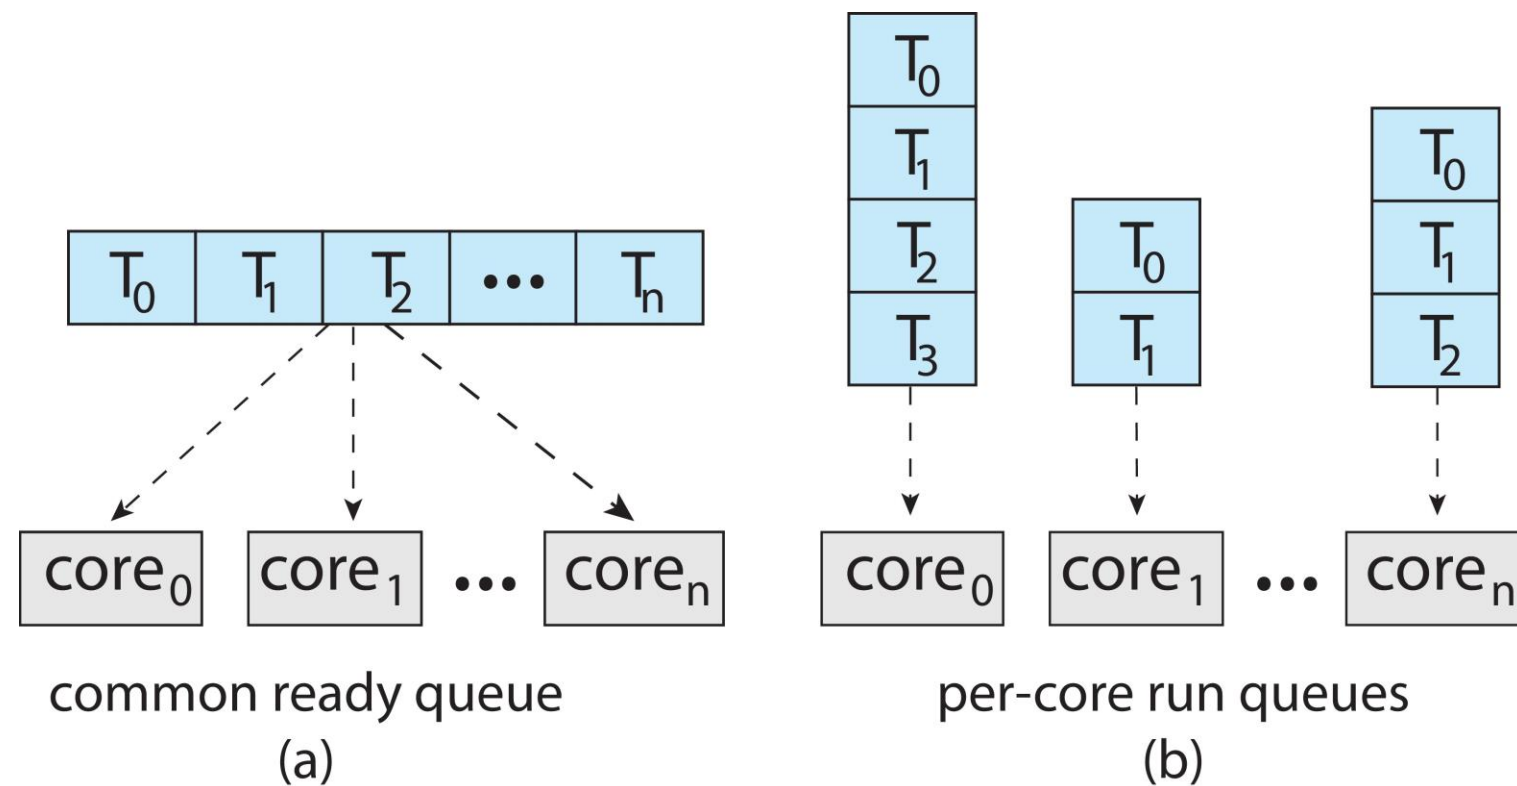 T0 T1 T2 ... Tn
core0 core1 ... coren
common ready queue
(a)
T0
T1
T2
T3
T0
T1
T0
T1
T2
core0 core1 ... coren
per-core run queues
(b)